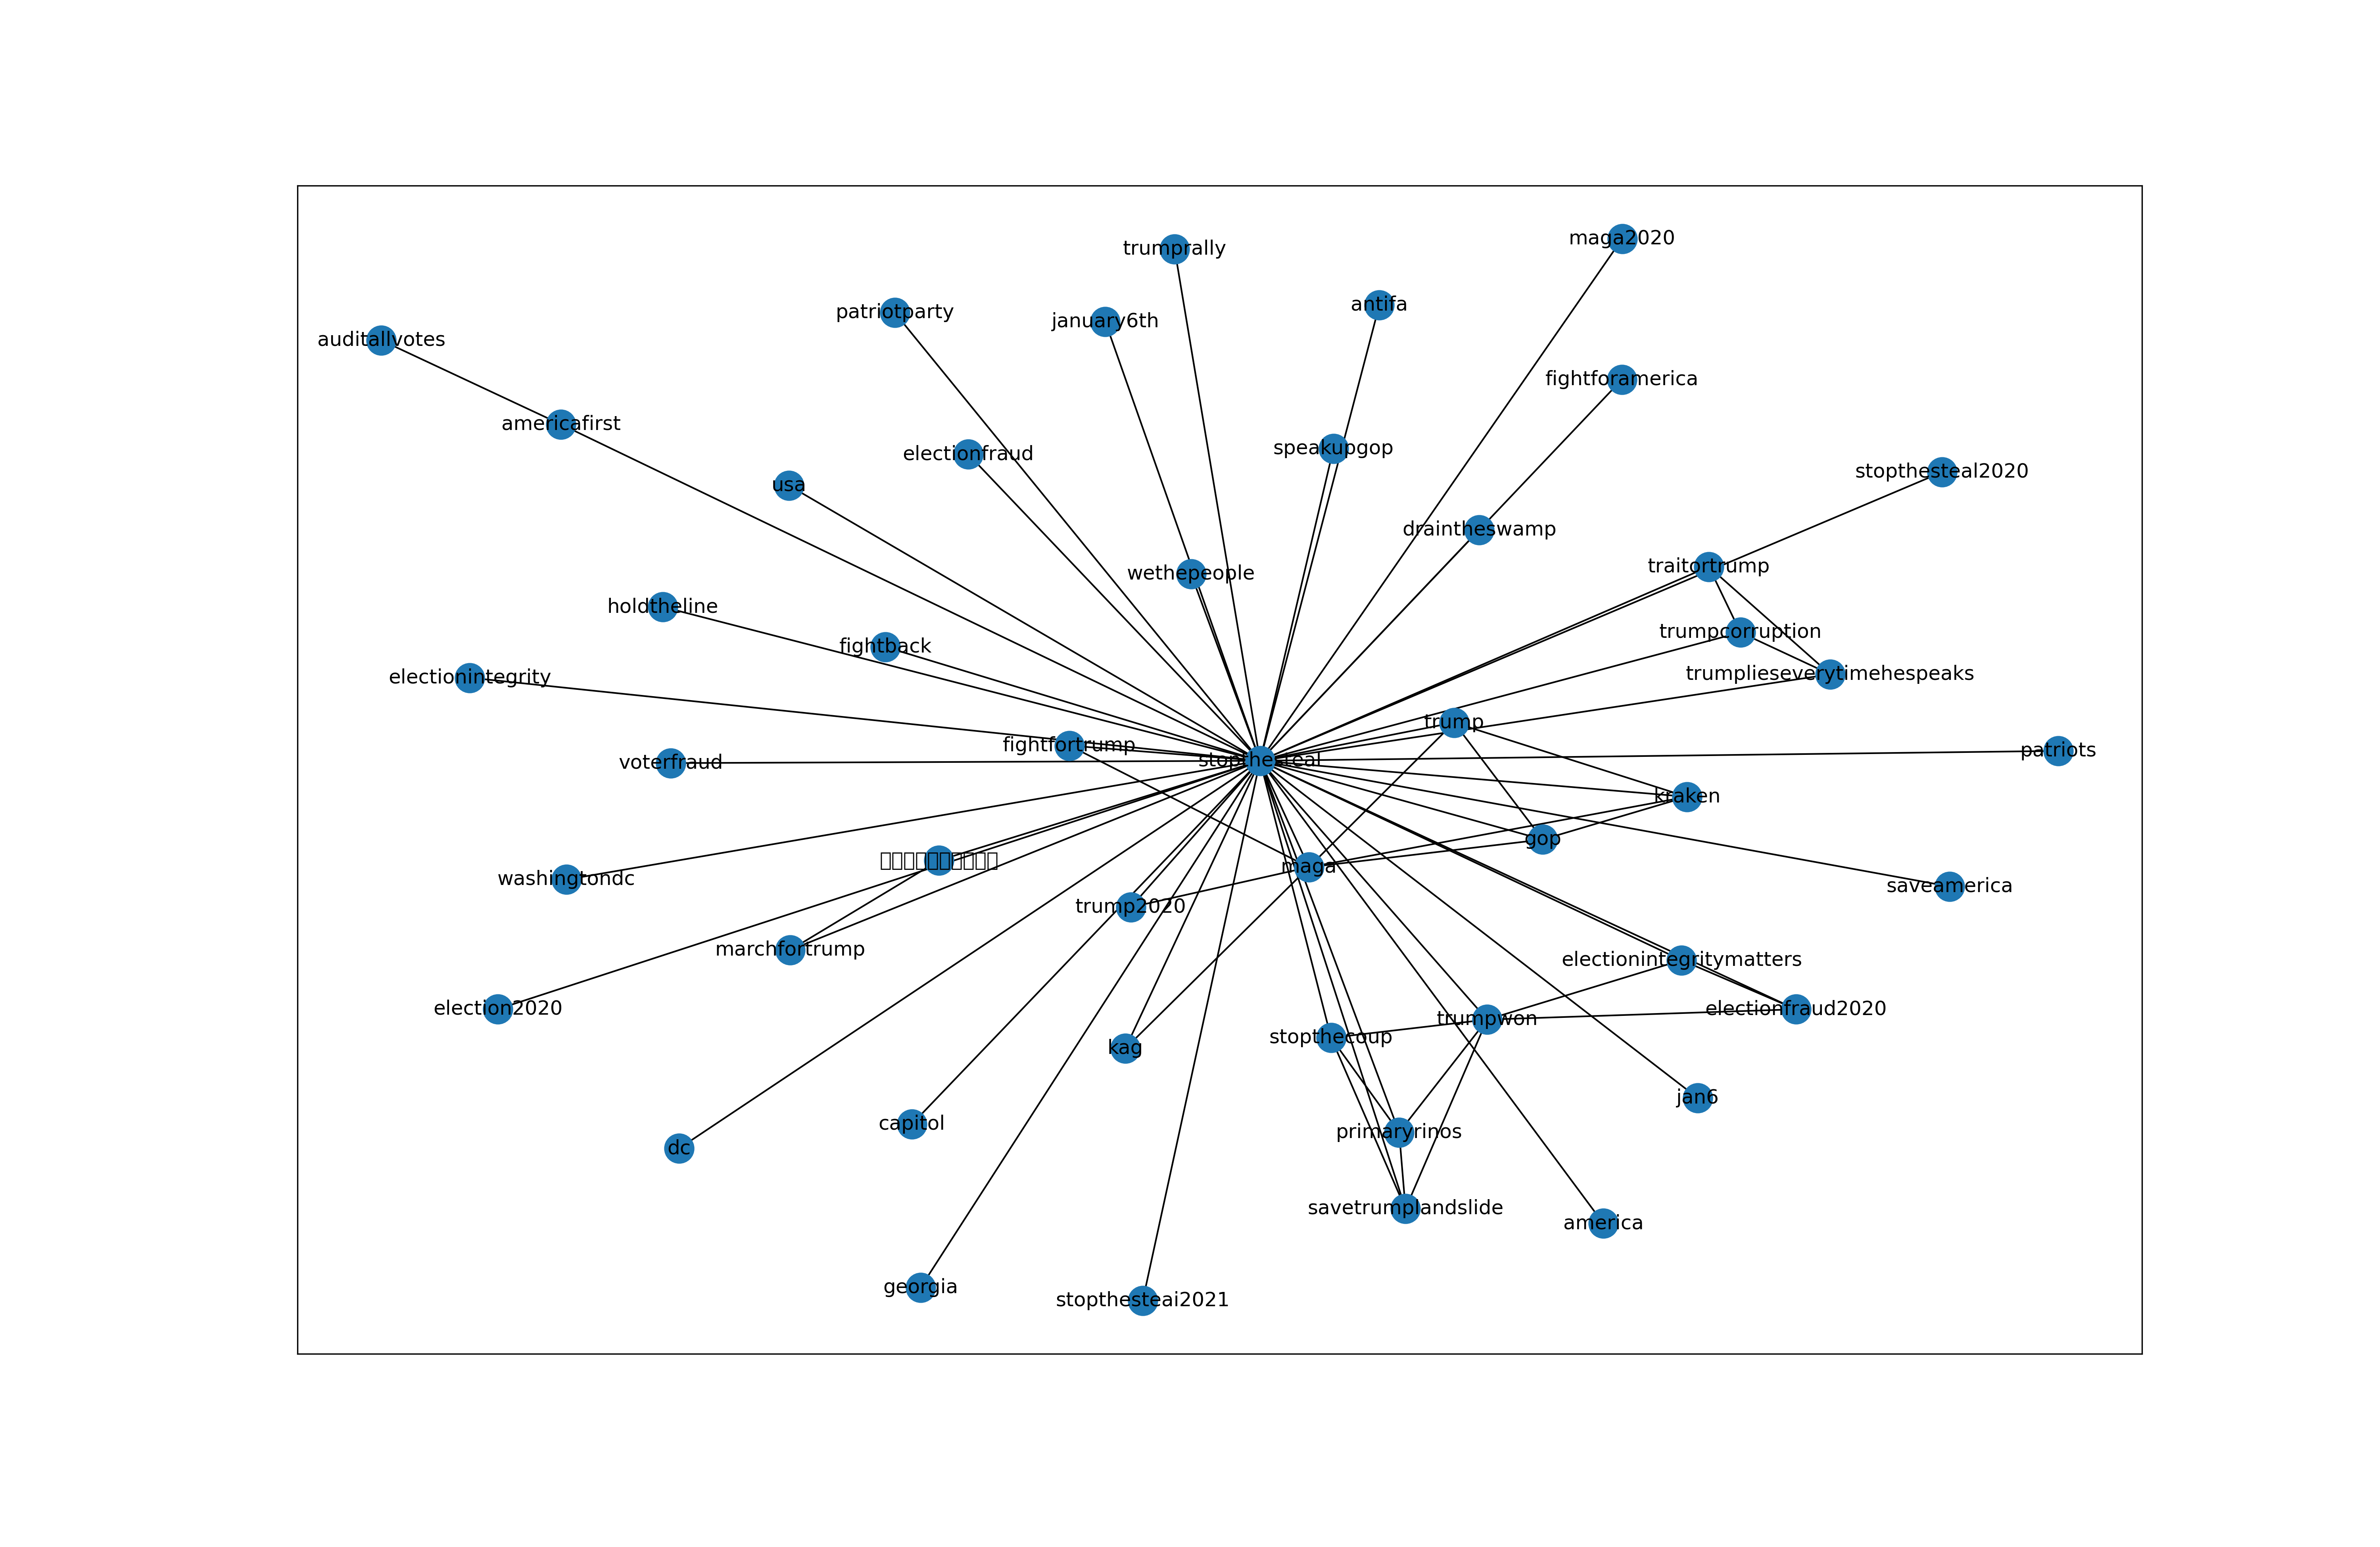 maga2020
trumprally
antifa
patriotparty
january6th
auditallvotes
fightforamerica
americafirst
speakupgop
electionfraud
stopthesteal2020
usa
draintheswamp
traitortrump
wethepeople
holdtheline
trumpcorruption
fightback
trumplieseverytimehespeaks
electionintegrity
trump
fightfortrump
patriots
stopthesteal
voterfraud
kraken
gop
maga
washingtondc
saveamerica
trump2020
marchfortrump
electionintegritymatters
election2020
electionfraud2020
trumpwon
stopthecoup
kag
jan6
capitol
primaryrinos
dc
savetrumplandslide
america
georgia
stopthesteai2021